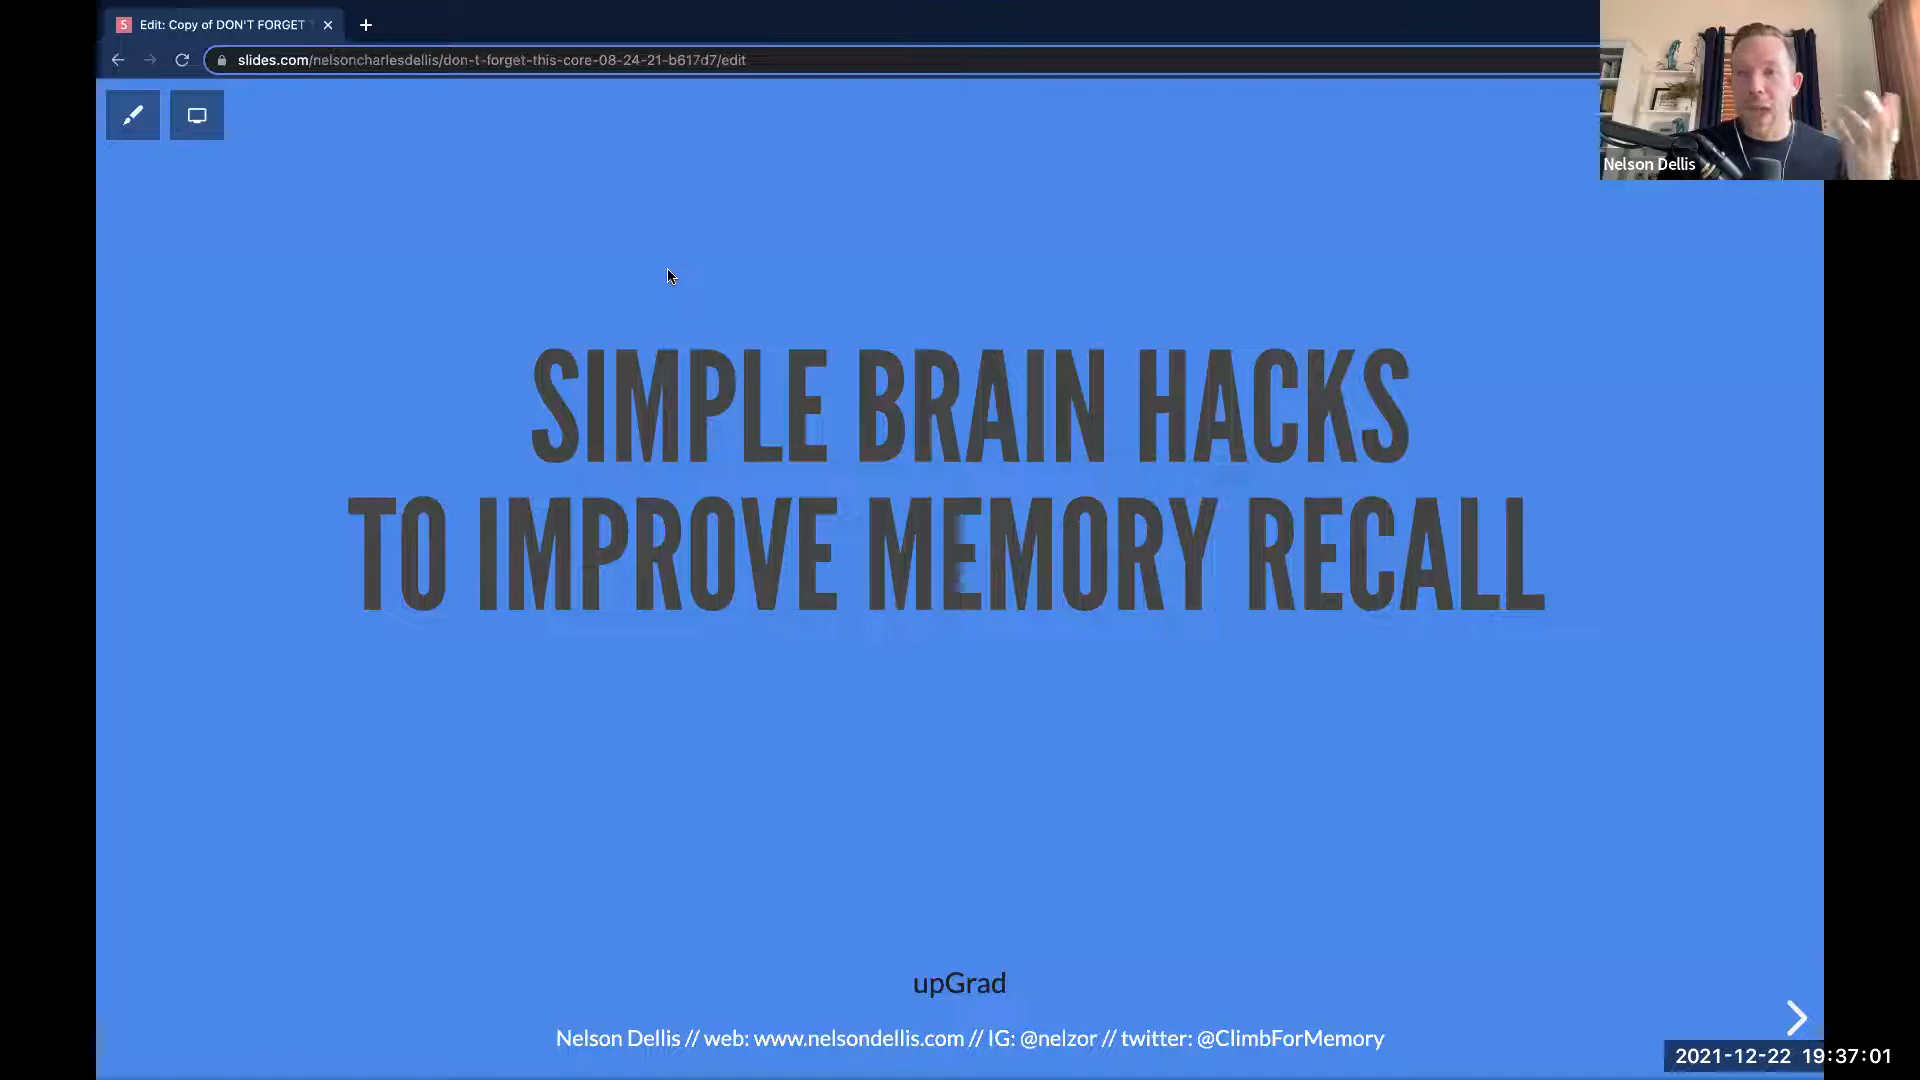 S Edit: Copy of DON'T FORGET
slides.com/nelsoncharlesdellis/don-t-forget-this-core-08-24-21-b617d7/edit
Nelson Dellis
SIMPLE BRAIN HACKS
TO IMPROVE MEMORY RECALL
upGrad
Nelson Dellis // web: www.nelsondellis.com // IG: @nelzor // twitter: @ClimbForMemory
2021-12-22 19:37:01